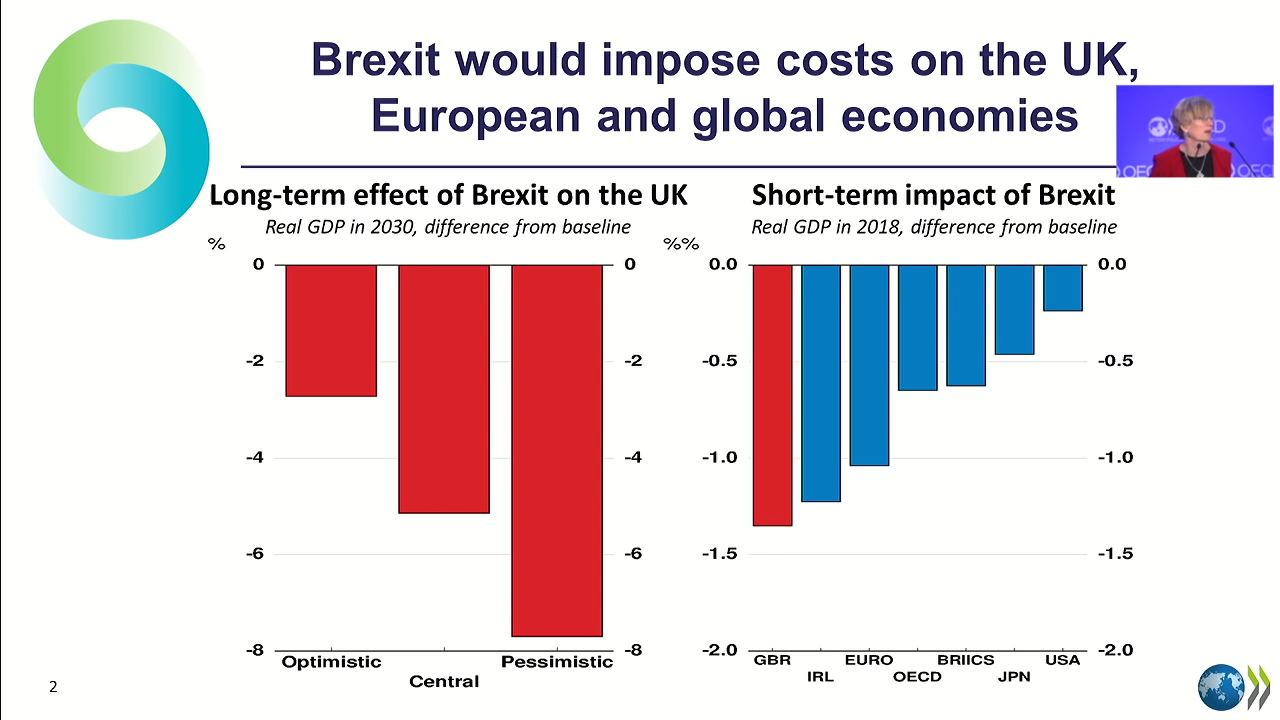 Brexit would impose costs on the UK,
European and global economies
Long-term effect of Brexit on the UK
Real GDP in 2030, difference from baseline
%
%
0
0
-2
-2
-4
-4
-6
-6
-8
-8
Optimistic
Central
Pessimistic
Short-term impact of Brexit
Real GDP in 2018, difference from baseline
%
0.0
0.0
-0.5
-0.5
-1.0
-1.0
-1.5
-1.5
-2.0
-2.0
GBR
IRL
EURO
OECD
BRIICS
JPN
USA
2